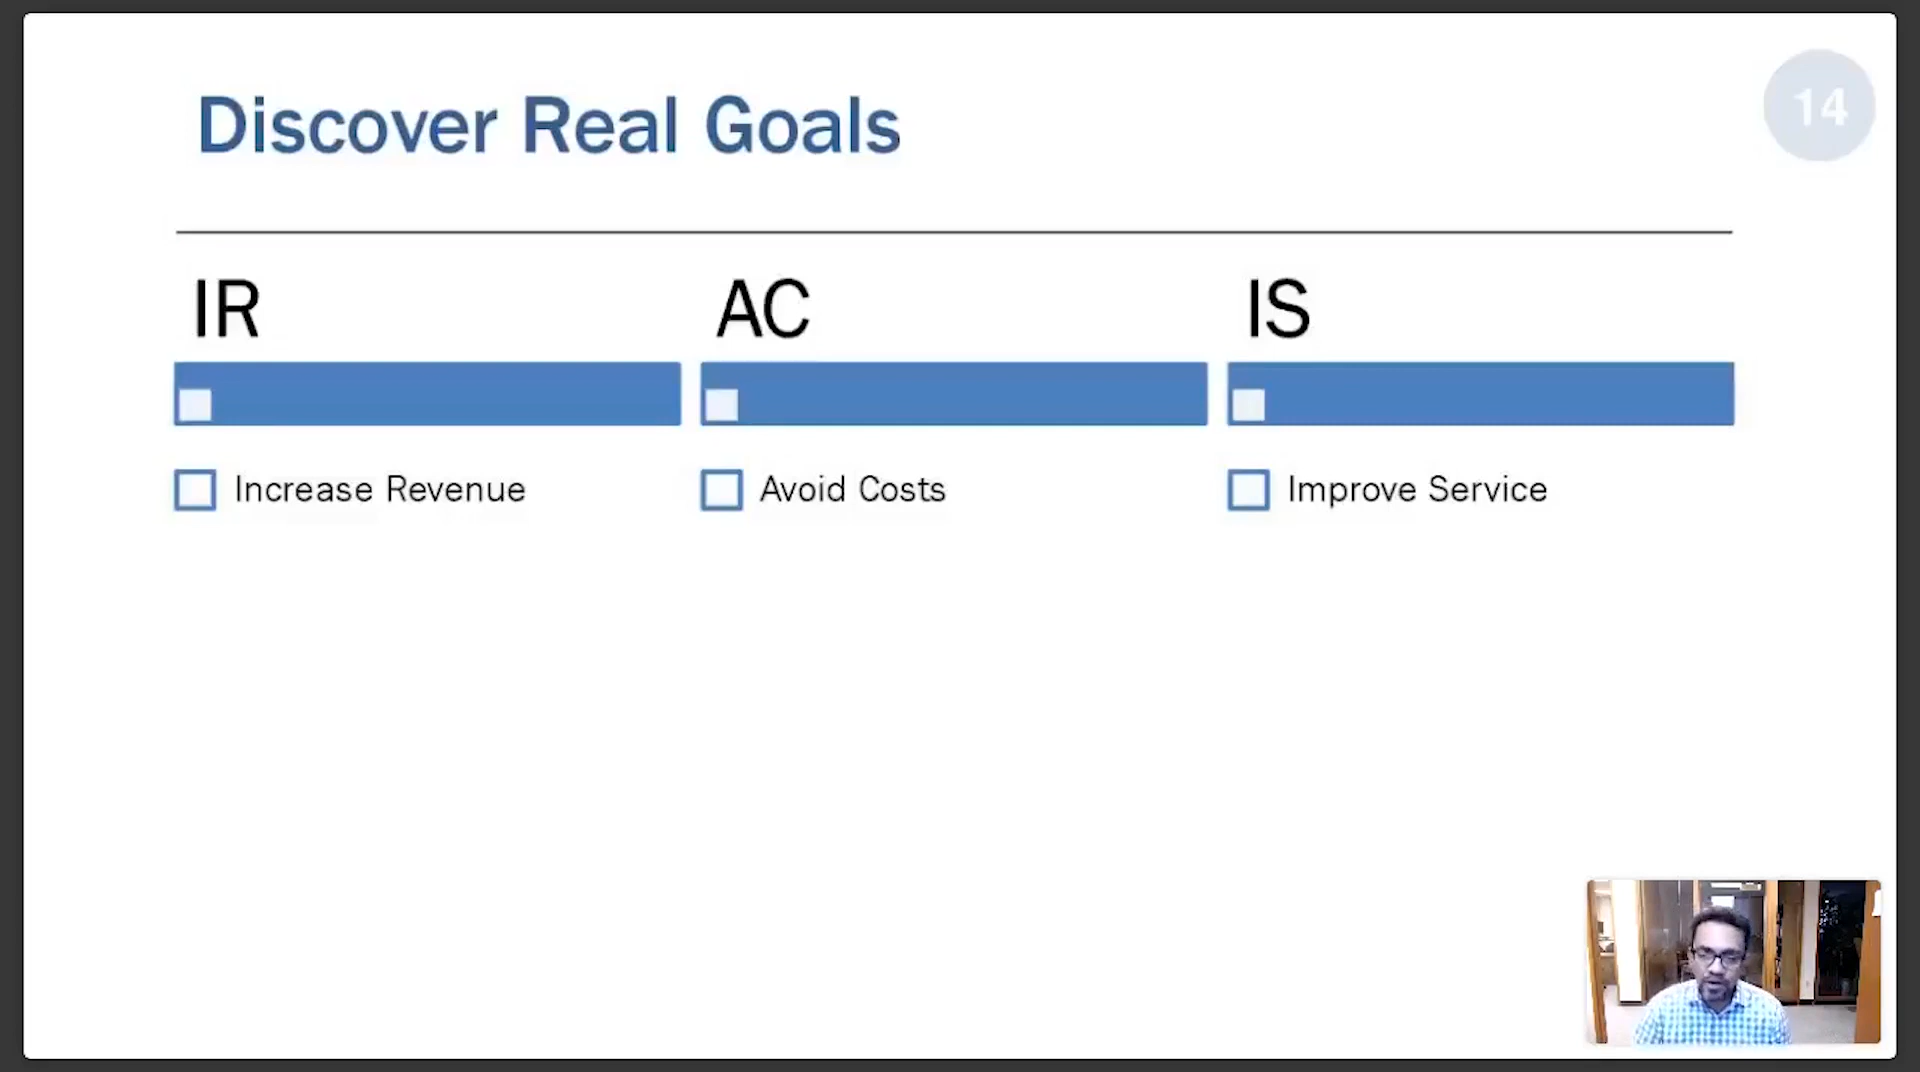 Discover Real Goals
14
IR
AC
IS
Increase Revenue
Avoid Costs
Improve Service